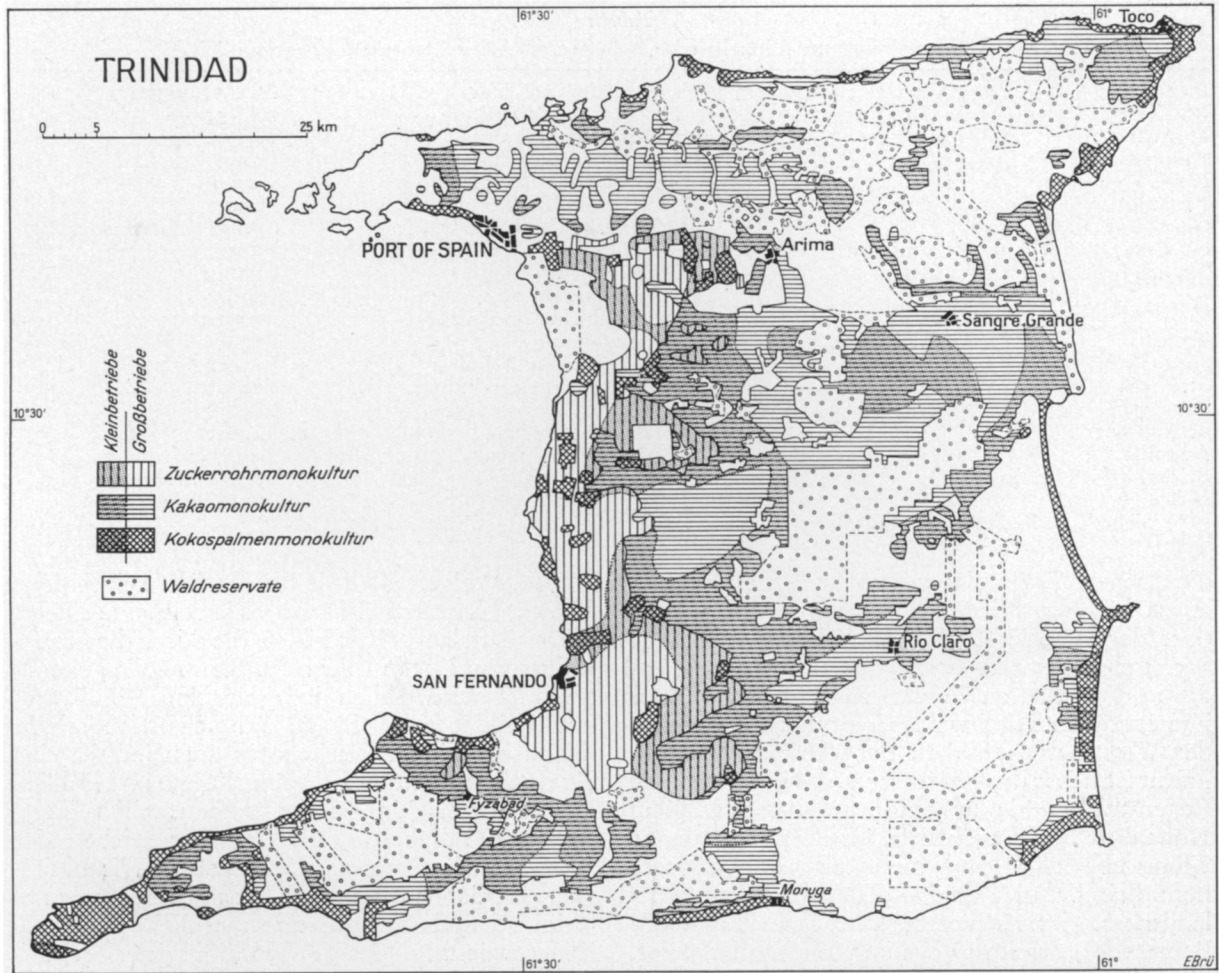 61°30'
61°
Toco
TRINIDAD
0 5 25 km
PORT OF SPAIN
Arima
Sangre Grande
10°30'
10°30'
Kleinbetriebe
Großbetriebe
Zuckerrohrmonokultur
Kakaomonokultur
Kokospalmenmonokultur
Waldreservate
Rio Claro
SAN FERNANDO
Fyzabad
Moruga
61°30'
61°
EBrü